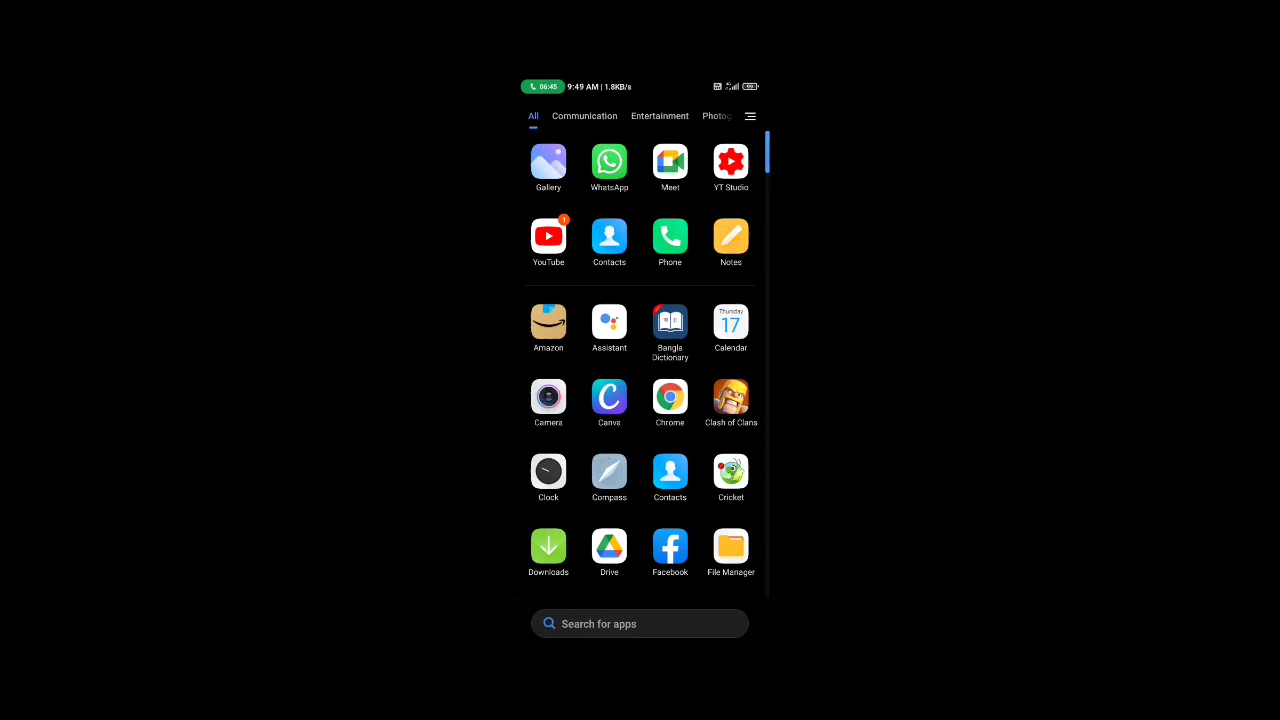 06:45 9:49 AM | 1.8KB/s
All Communication Entertainment Photog
Gallery WhatsApp Meet YT Studio
1
YouTube Contacts Phone Notes
Thursday
17
Amazon Assistant Bangla Dictionary Calendar
Camera Canva Chrome Clash of Clans
Clock Compass Contacts Cricket
Downloads Drive Facebook File Manager
Search for apps